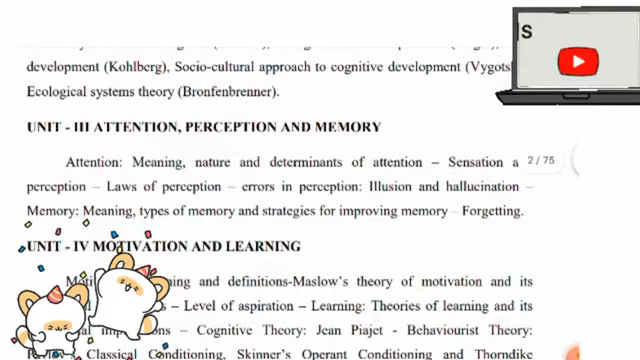 S
development (Kohlberg), Socio-cultural approach to cognitive development
Ecological systems theory (Bronfenbrenner).
UNIT - III ATTENTION, PERCEPTION AND MEMORY
Attention: Meaning, nature and determinants of attention – Sensation a
2 / 75
perception – Laws of perception – errors in perception: Illusion and hallucination –
Memory: Meaning, types of memory and strategies for improving memory – Forgetting.
UNIT - IV MOTIVATION AND LEARNING
and definitions-Maslow's theory of motivation and its
– Level of aspiration – Learning: Theories of learning and its
– Cognitive Theory: Jean Piajet - Behaviourist Theory:
Classical Conditioning, Skinner's Operant Conditioning and Thorndike